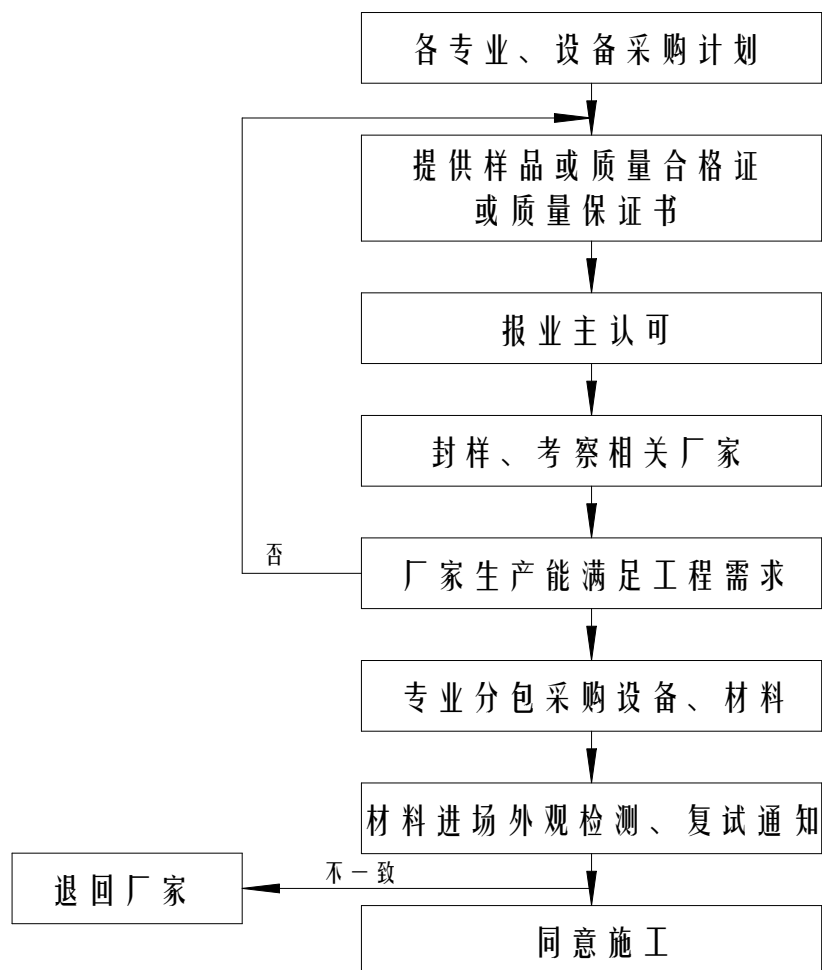 各专业、设备采购计划
提供样品或质量合格证
或质量保证书
报业主认可
封样、考察相关厂家
否
厂家生产能满足工程需求
专业分包采购设备、材料
材料进场外观检测、复试通知
不一致
退回厂家
同意施工